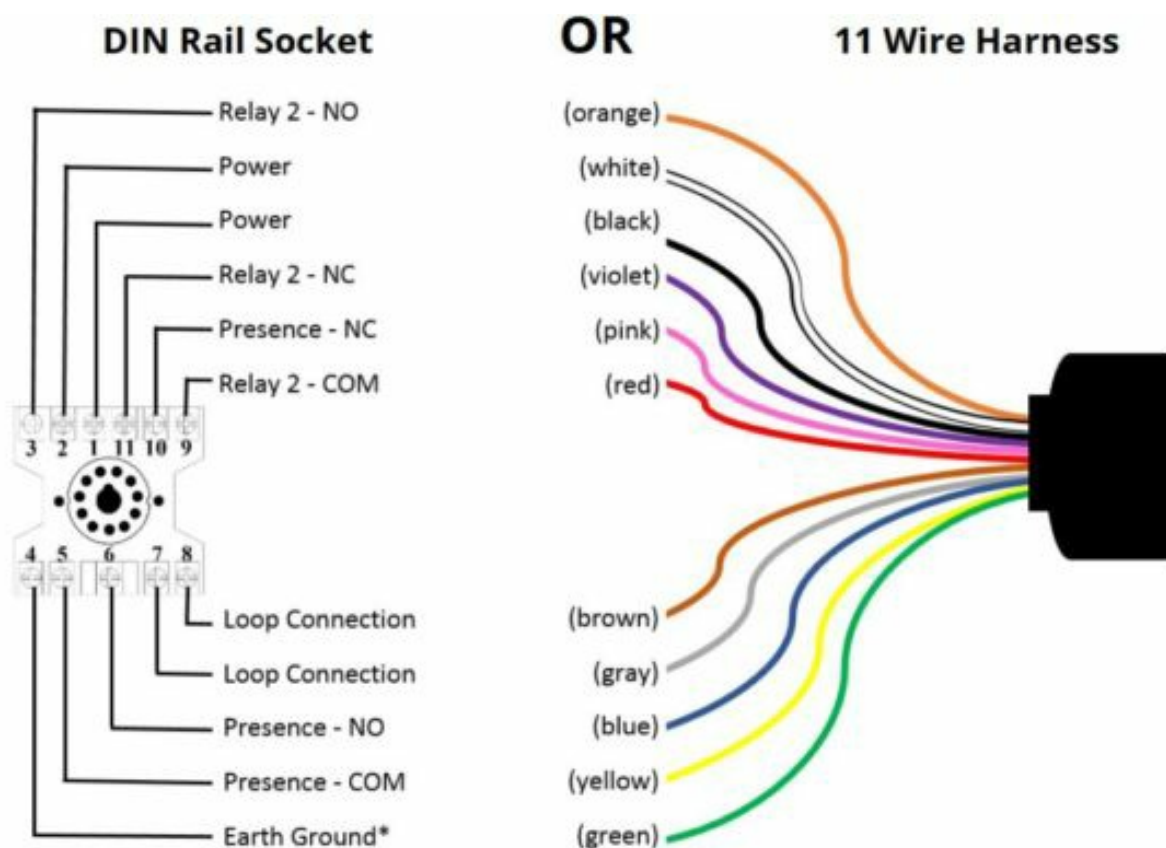 DIN Rail Socket
OR
11 Wire Harness
Relay 2 - NO
(orange)
Power
(white)
Power
(black)
Relay 2 - NC
(violet)
Presence - NC
(pink)
Relay 2 - COM
(red)
3 2 1 11 10 9
4 5 6 7 8
Loop Connection
(brown)
Loop Connection
(gray)
Presence - NO
(blue)
Presence - COM
(yellow)
Earth Ground*
(green)